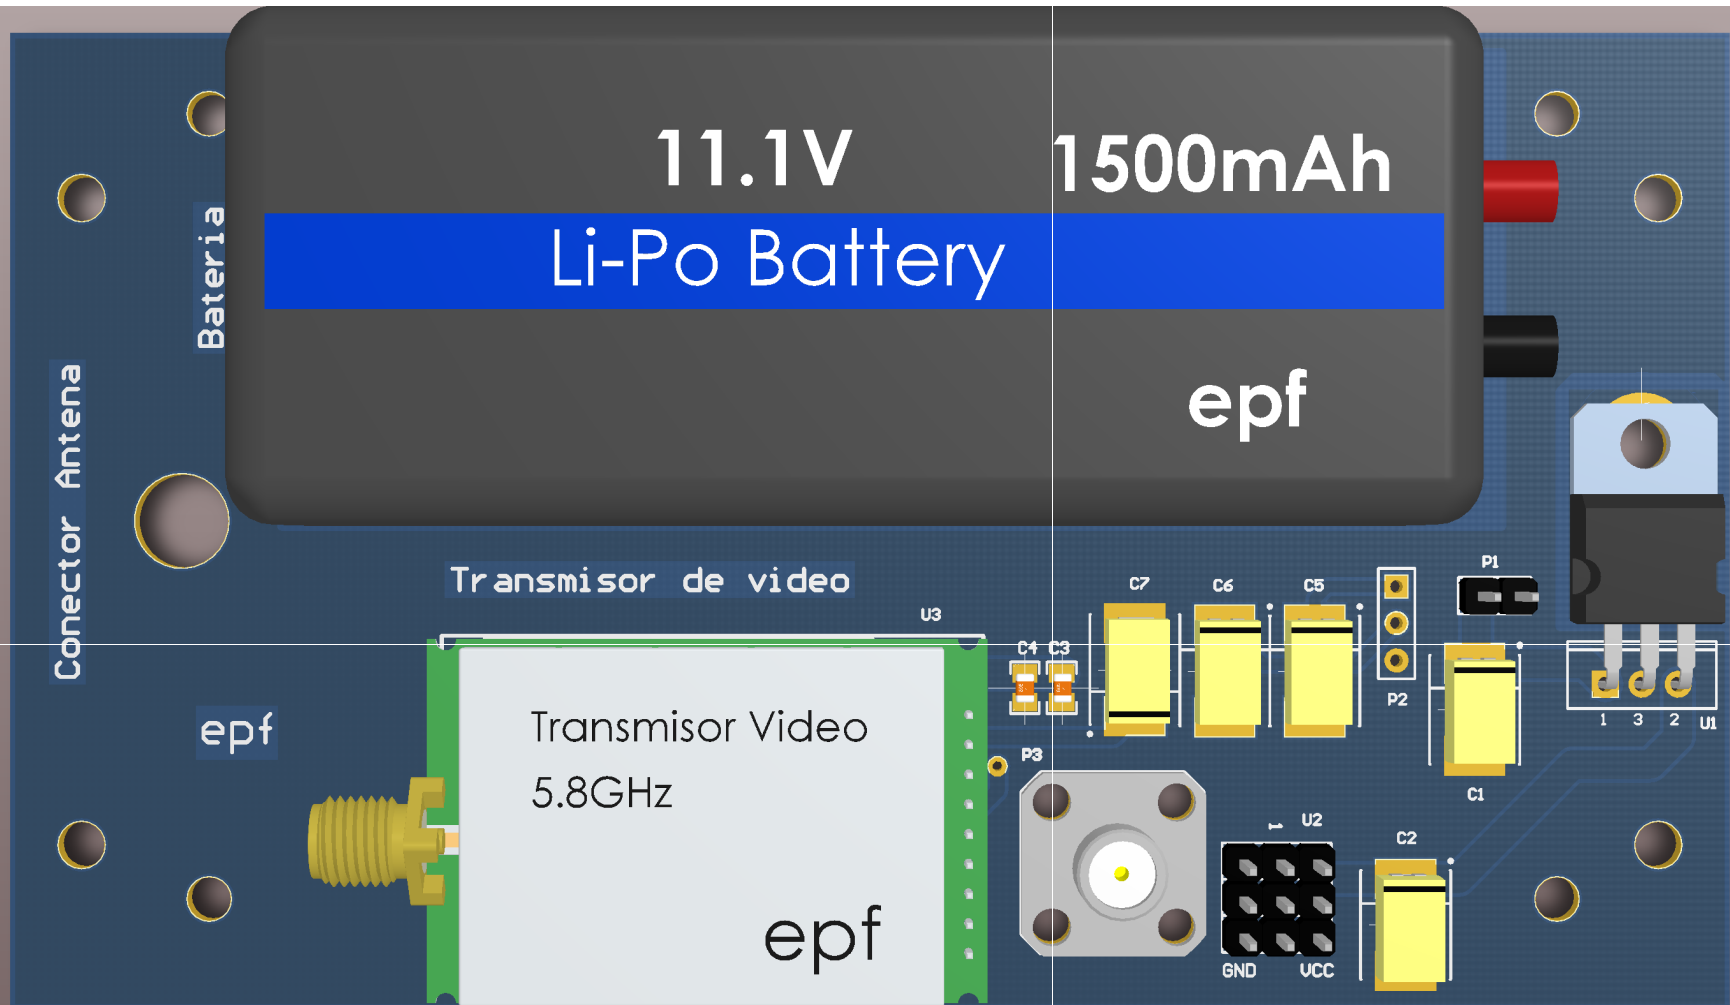 11.1V
1500mAh
Li-Po Battery
epf
Bateria
Conector Antena
Transmisor de video
U3
C7
C6
C5
P1
C4
C3
P2
1
3
2
U1
epf
Transmisor Video
5.8GHz
epf
P3
C1
1
U2
C2
GND
VCC